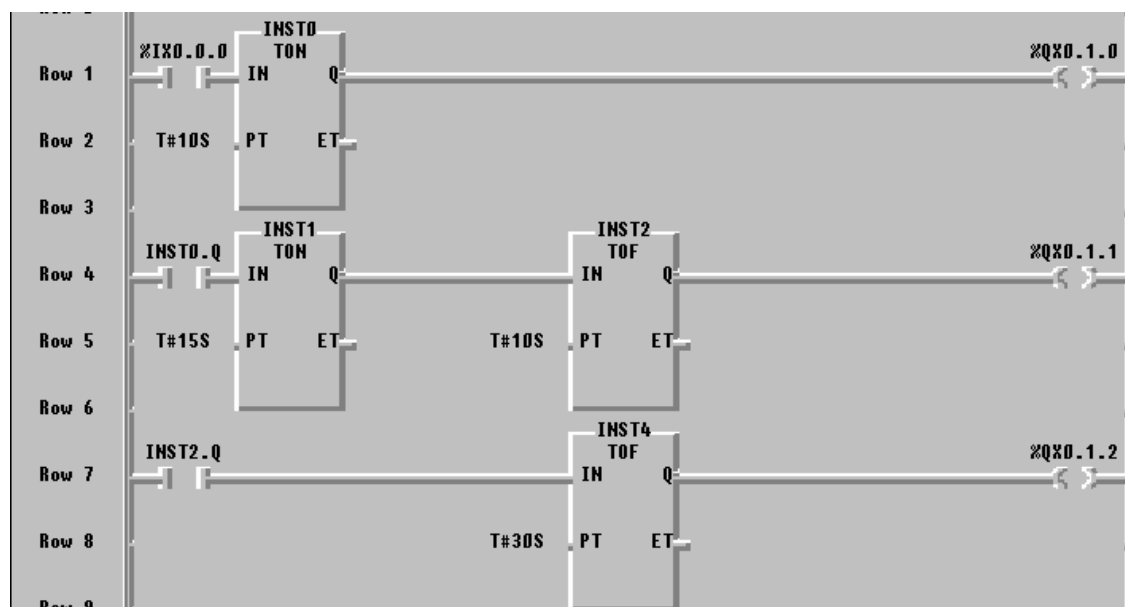 INST0
%IX0.0.0 TON %QX0.1.0
Row 1 IN Q
Row 2 T#10S PT ET
Row 3
INST1 INST2
INST0.Q TON TOF %QX0.1.1
Row 4 IN Q IN Q
Row 5 T#15S PT ET T#10S PT ET
Row 6
INST4
INST2.Q TOF %QX0.1.2
Row 7 IN Q
Row 8 T#30S PT ET